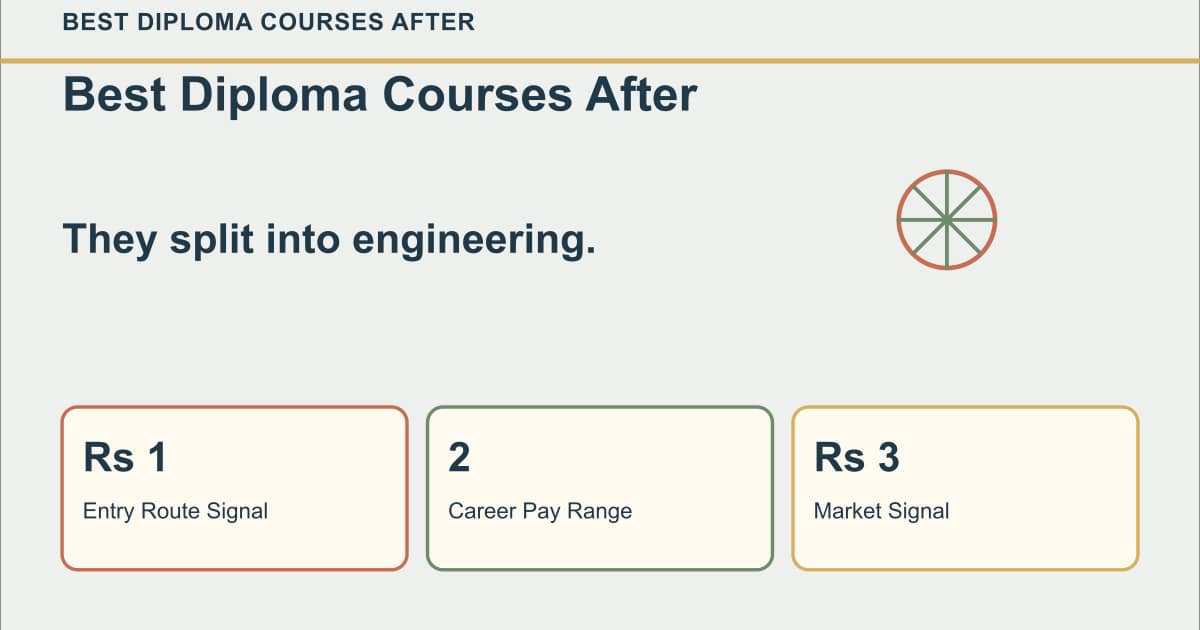 BEST DIPLOMA COURSES AFTER
Best Diploma Courses After
They split into engineering.
Rs 1
Entry Route Signal
2
Career Pay Range
Rs 3
Market Signal